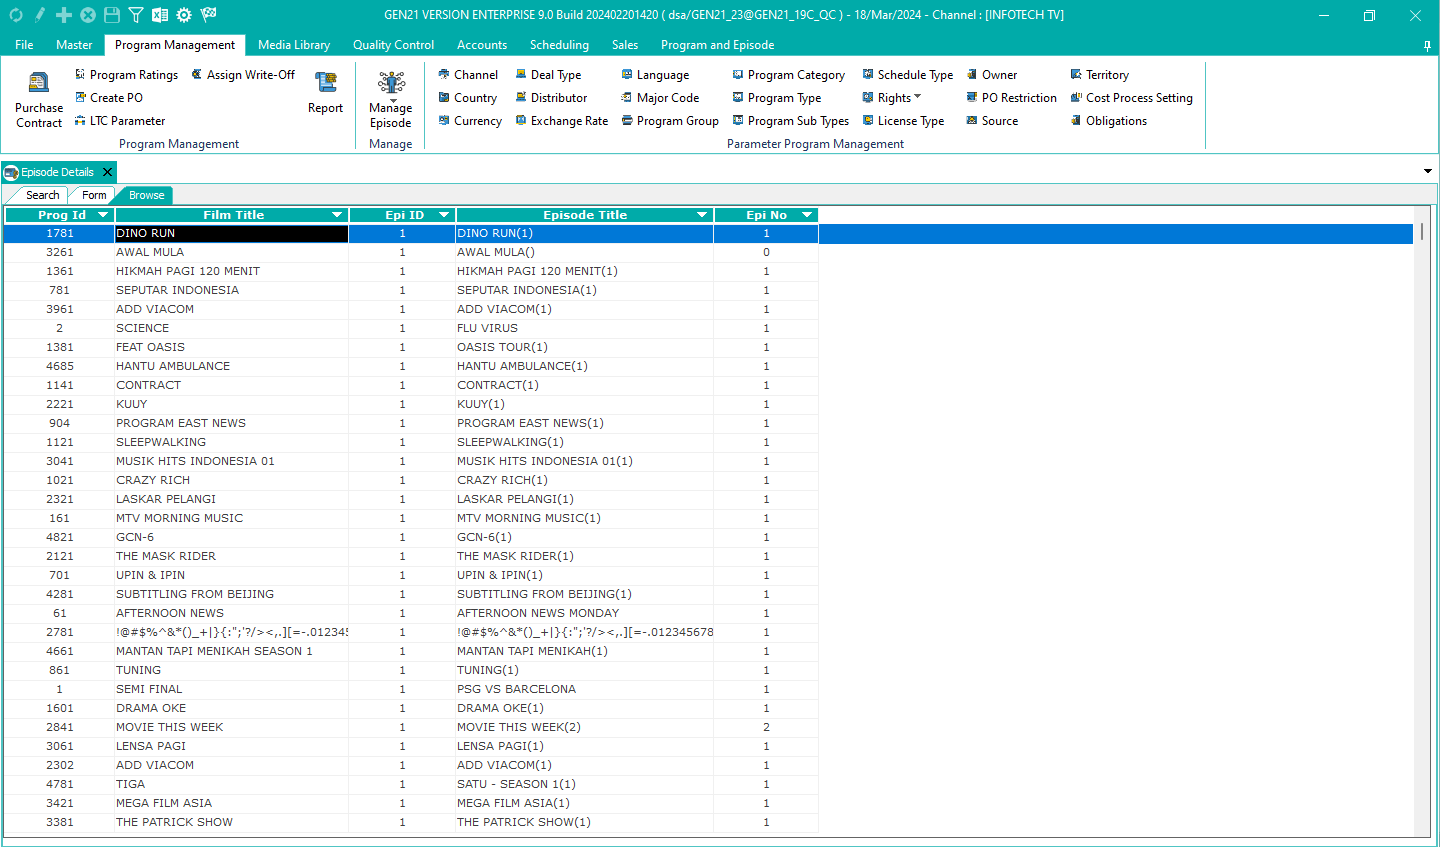 GEN21 VERSION ENTERPRISE 9.0 Build 202402201420 ( dsa/GEN21_23@GEN21_19C_QC ) - 18/Mar/2024 - Channel : [INFOTECH TV]
File Master Program Management Media Library Quality Control Accounts Scheduling Sales Program and Episode
Purchase Contract
Program Ratings Assign Write-Off
Create PO
LTC Parameter
Report
Program Management
Manage Episode
Manage
Channel Deal Type Language Program Category Schedule Type Owner Territory
Country Distributor Major Code Program Type Rights PO Restriction Cost Process Setting
Currency Exchange Rate Program Group Program Sub Types License Type Source Obligations
Parameter Program Management
Episode Details
Search Form Browse
Prog Id Film Title Epi ID Episode Title Epi No
1781 DINO RUN 1 DINO RUN(1) 1
3261 AWAL MULA 1 AWAL MULA() 0
1361 HIKMAH PAGI 120 MENIT 1 HIKMAH PAGI 120 MENIT(1) 1
781 SEPUTAR INDONESIA 1 SEPUTAR INDONESIA(1) 1
3961 ADD VIACOM 1 ADD VIACOM(1) 1
2 SCIENCE 1 FLU VIRUS 1
1381 FEAT OASIS 1 OASIS TOUR(1) 1
4685 HANTU AMBULANCE 1 HANTU AMBULANCE(1) 1
1141 CONTRACT 1 CONTRACT(1) 1
2221 KUUY 1 KUUY(1) 1
904 PROGRAM EAST NEWS 1 PROGRAM EAST NEWS(1) 1
1121 SLEEPWALKING 1 SLEEPWALKING(1) 1
3041 MUSIK HITS INDONESIA 01 1 MUSIK HITS INDONESIA 01(1) 1
1021 CRAZY RICH 1 CRAZY RICH(1) 1
2321 LASKAR PELANGI 1 LASKAR PELANGI(1) 1
161 MTV MORNING MUSIC 1 MTV MORNING MUSIC(1) 1
4821 GCN-6 1 GCN-6(1) 1
2121 THE MASK RIDER 1 THE MASK RIDER(1) 1
701 UPIN & IPIN 1 UPIN & IPIN(1) 1
4281 SUBTITLING FROM BEIJING 1 SUBTITLING FROM BEIJING(1) 1
61 AFTERNOON NEWS 1 AFTERNOON NEWS MONDAY 1
2781 !@#$%^&*()_+|}{:";'?/><,.][=-.012345 1 !@#$%^&*()_+|}{:";'?/><,.][=-.012345678 1
4661 MANTAN TAPI MENIKAH SEASON 1 1 MANTAN TAPI MENIKAH(1) 1
861 TUNING 1 TUNING(1) 1
1 SEMI FINAL 1 PSG VS BARCELONA 1
1601 DRAMA OKE 1 DRAMA OKE(1) 1
2841 MOVIE THIS WEEK 1 MOVIE THIS WEEK(2) 2
3061 LENSA PAGI 1 LENSA PAGI(1) 1
2302 ADD VIACOM 1 ADD VIACOM(1) 1
4781 TIGA 1 SATU - SEASON 1(1) 1
3421 MEGA FILM ASIA 1 MEGA FILM ASIA(1) 1
3381 THE PATRICK SHOW 1 THE PATRICK SHOW(1) 1